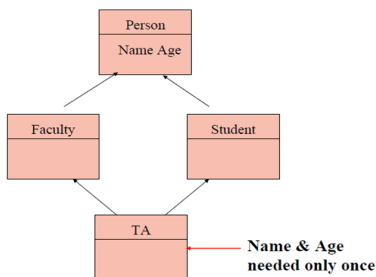 Person
Name Age
Faculty
Student
TA
Name & Age
needed only once